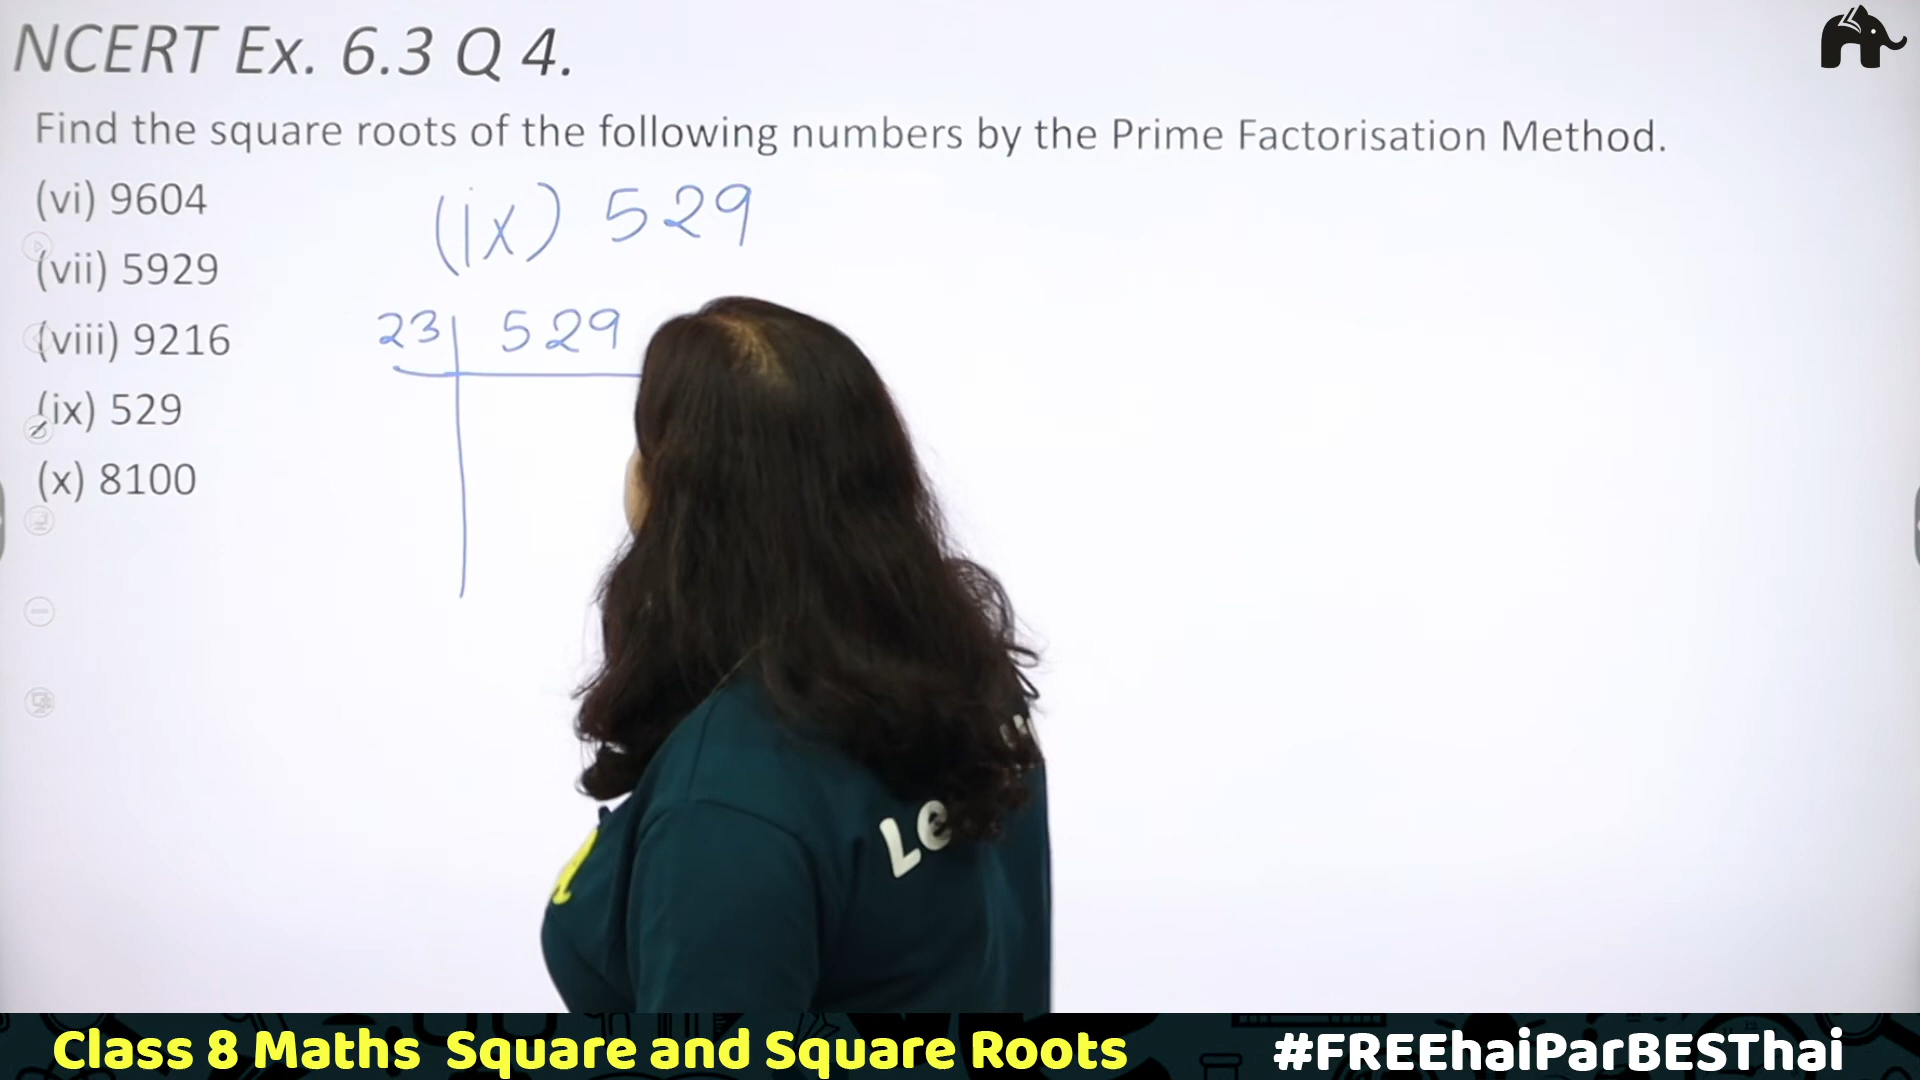 NCERT Ex. 6.3 Q 4.
Find the square roots of the following numbers by the Prime Factorisation Method.
(vi) 9604
(vii) 5929
(viii) 9216
(ix) 529
(x) 8100
(ix) 529
23 529
Le
Class 8 Maths Square and Square Roots
#FREEhaiParBESThai